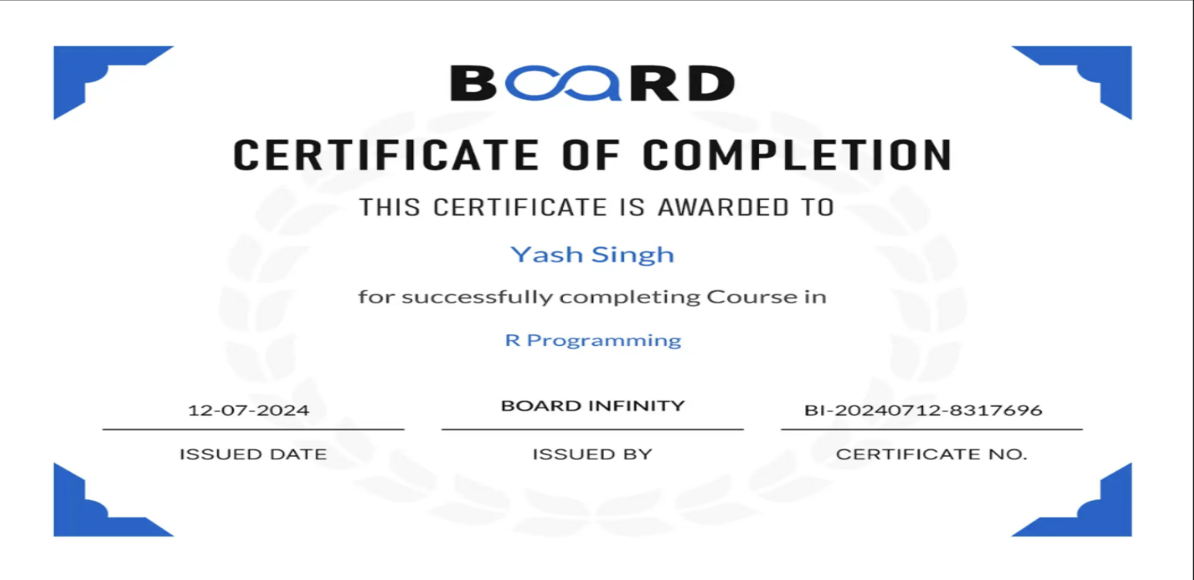 BOARD
CERTIFICATE OF COMPLETION
THIS CERTIFICATE IS AWARDED TO
Yash Singh
for successfully completing Course in
R Programming
12-07-2024
BOARD INFINITY
BI-20240712-8317696
ISSUED DATE
ISSUED BY
CERTIFICATE NO.